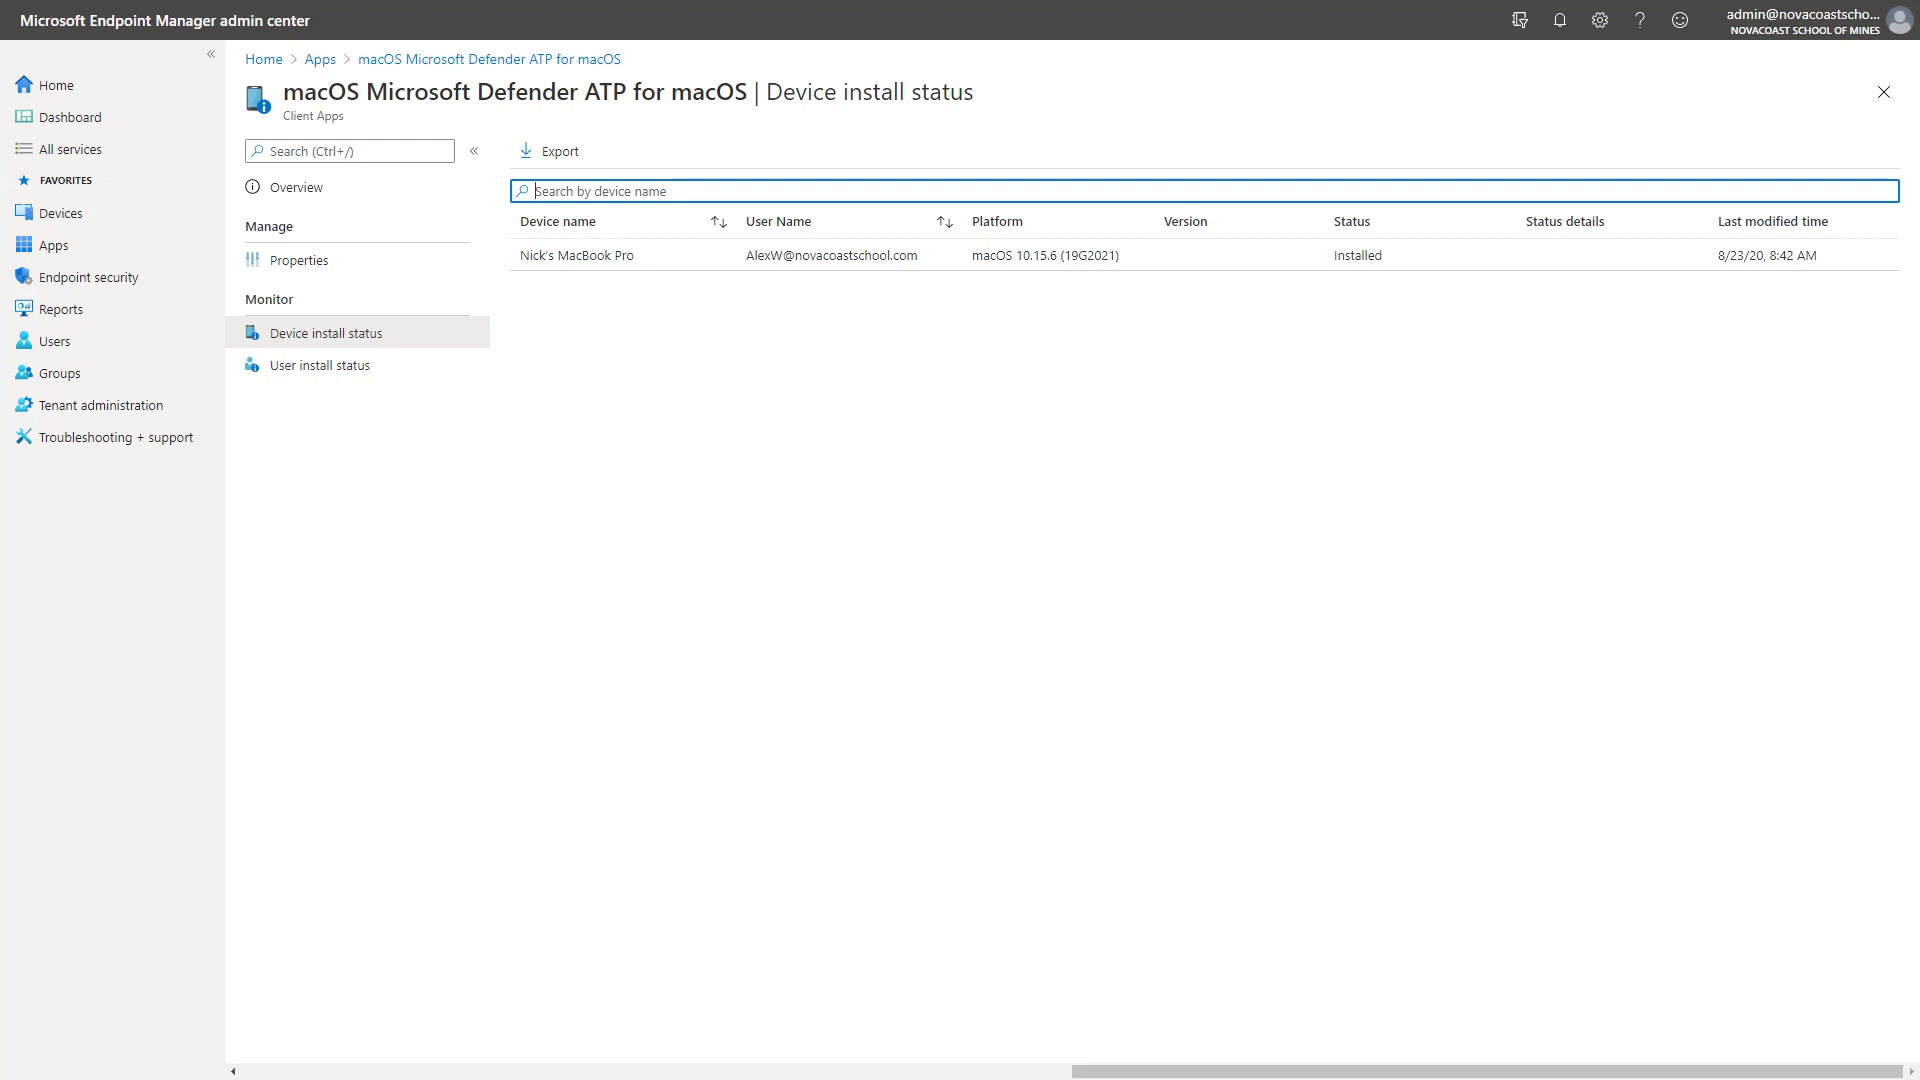 Microsoft Endpoint Manager admin center
admin@novacoastscho...
NOVACOAST SCHOOL OF MINES
«
Home
Dashboard
All services
FAVORITES
Devices
Apps
Endpoint security
Reports
Users
Groups
Tenant administration
Troubleshooting + support
Home > Apps > macOS Microsoft Defender ATP for macOS
macOS Microsoft Defender ATP for macOS | Device install status
Client Apps
Search (Ctrl+/) «
Overview
Manage
Properties
Monitor
Device install status
User install status
Export
Search by device name
Device name User Name Platform Version Status Status details Last modified time
Nick's MacBook Pro AlexW@novacoastschool.com macOS 10.15.6 (19G2021) Installed 8/23/20, 8:42 AM